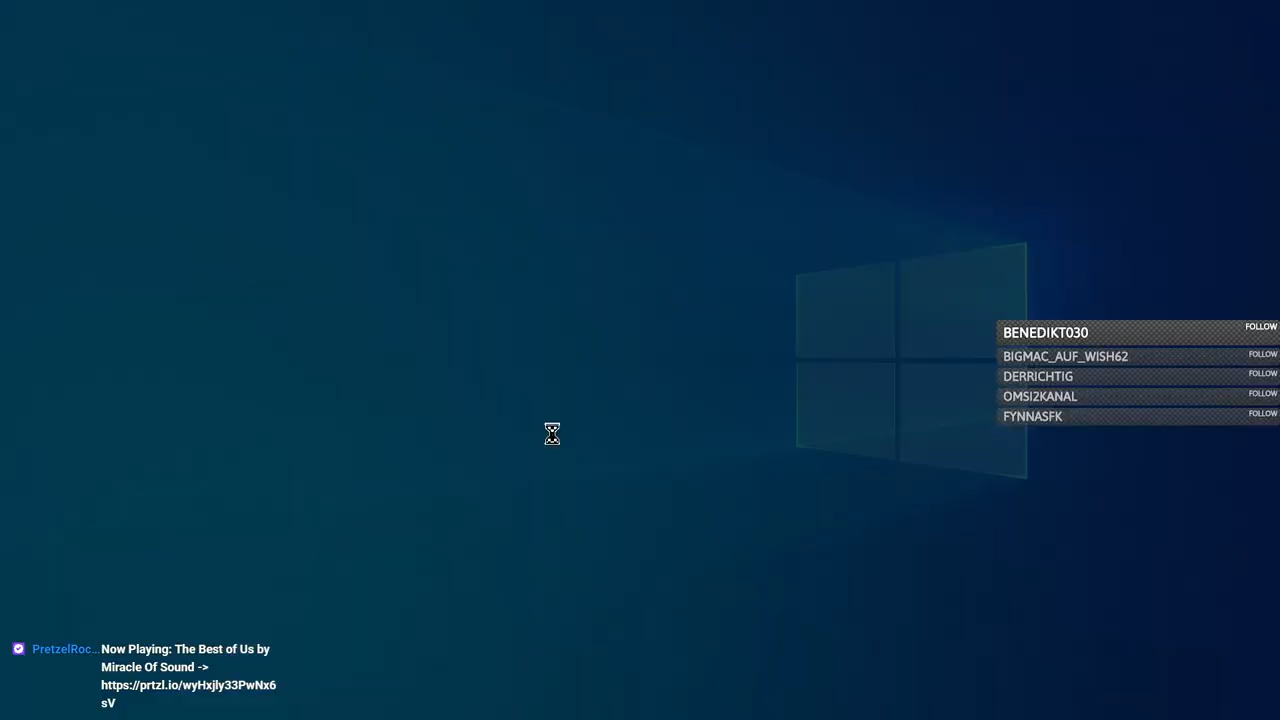 BENEDIKT030 FOLLOW
BIGMAC_AUF_WISH62 FOLLOW
DERRICHTIG FOLLOW
OMSI2KANAL FOLLOW
FYNNASFK FOLLOW
PretzelRoc... Now Playing: The Best of Us by
Miracle Of Sound ->
https://prtzl.io/wyHxjly33PwNx6
sV